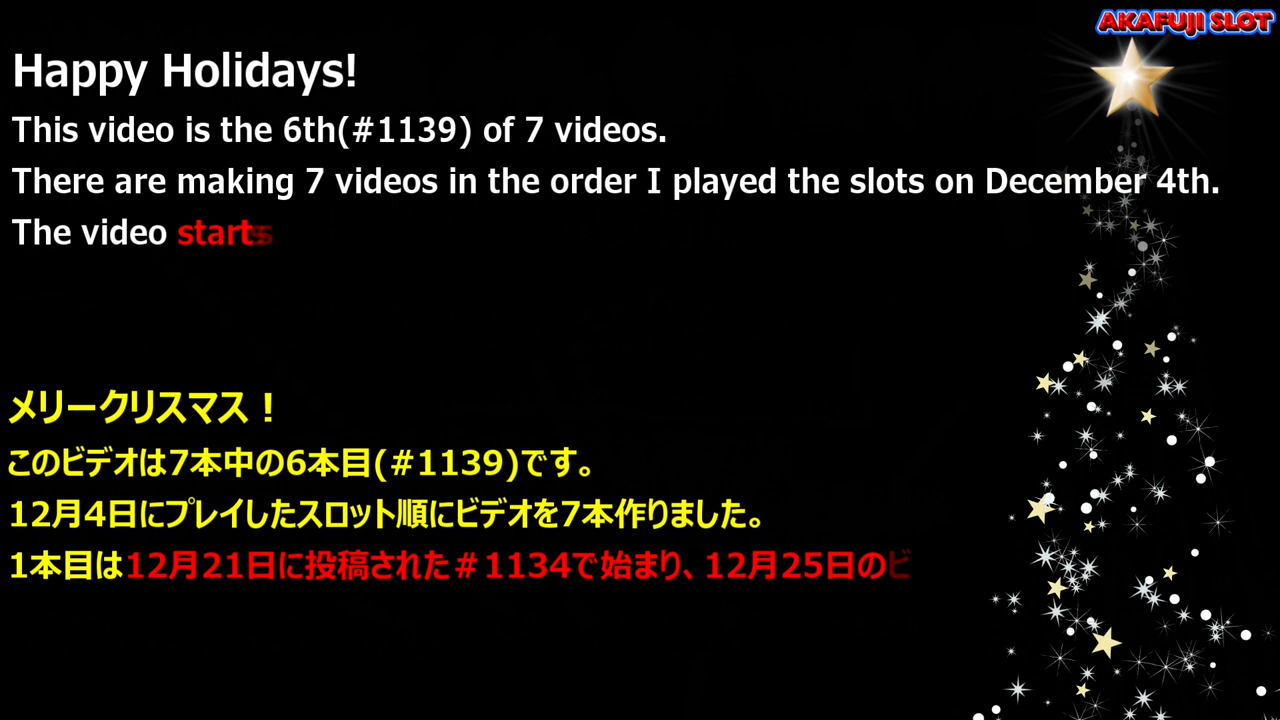 AKAFUJI SLOT
Happy Holidays!
This video is the 6th(#1139) of 7 videos.
There are making 7 videos in the order I played the slots on December 4th.
The video starts
メリークリスマス！
このビデオは7本中の6本目(＃1139)です。
12月4日にプレイしたスロット順にビデオを7本作りました。
1本目は12月21日に投稿された＃1134で始まり、12月25日のビ